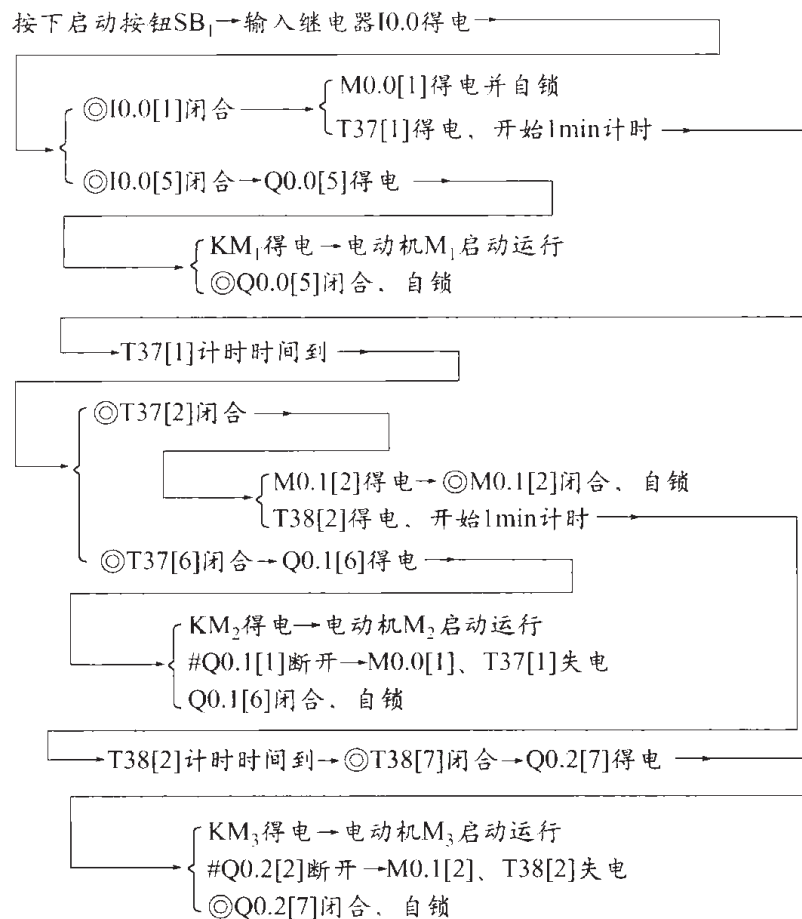 按下启动按钮SB₁→输入继电器I0.0得电→
◎I0.0[1]闭合→
M0.0[1]得电并自锁
T37[1]得电、开始1min计时→
◎I0.0[5]闭合→Q0.0[5]得电→
KM₁得电→电动机M₁启动运行
◎Q0.0[5]闭合、自锁
→T37[1]计时时间到→
◎T37[2]闭合→
M0.1[2]得电→◎M0.1[2]闭合、自锁
T38[2]得电、开始1min计时→
◎T37[6]闭合→Q0.1[6]得电→
KM₂得电→电动机M₂启动运行
#Q0.1[1]断开→M0.0[1]、T37[1]失电
Q0.1[6]闭合、自锁
→T38[2]计时时间到→◎T38[7]闭合→Q0.2[7]得电→
KM₃得电→电动机M₃启动运行
#Q0.2[2]断开→M0.1[2]、T38[2]失电
◎Q0.2[7]闭合、自锁